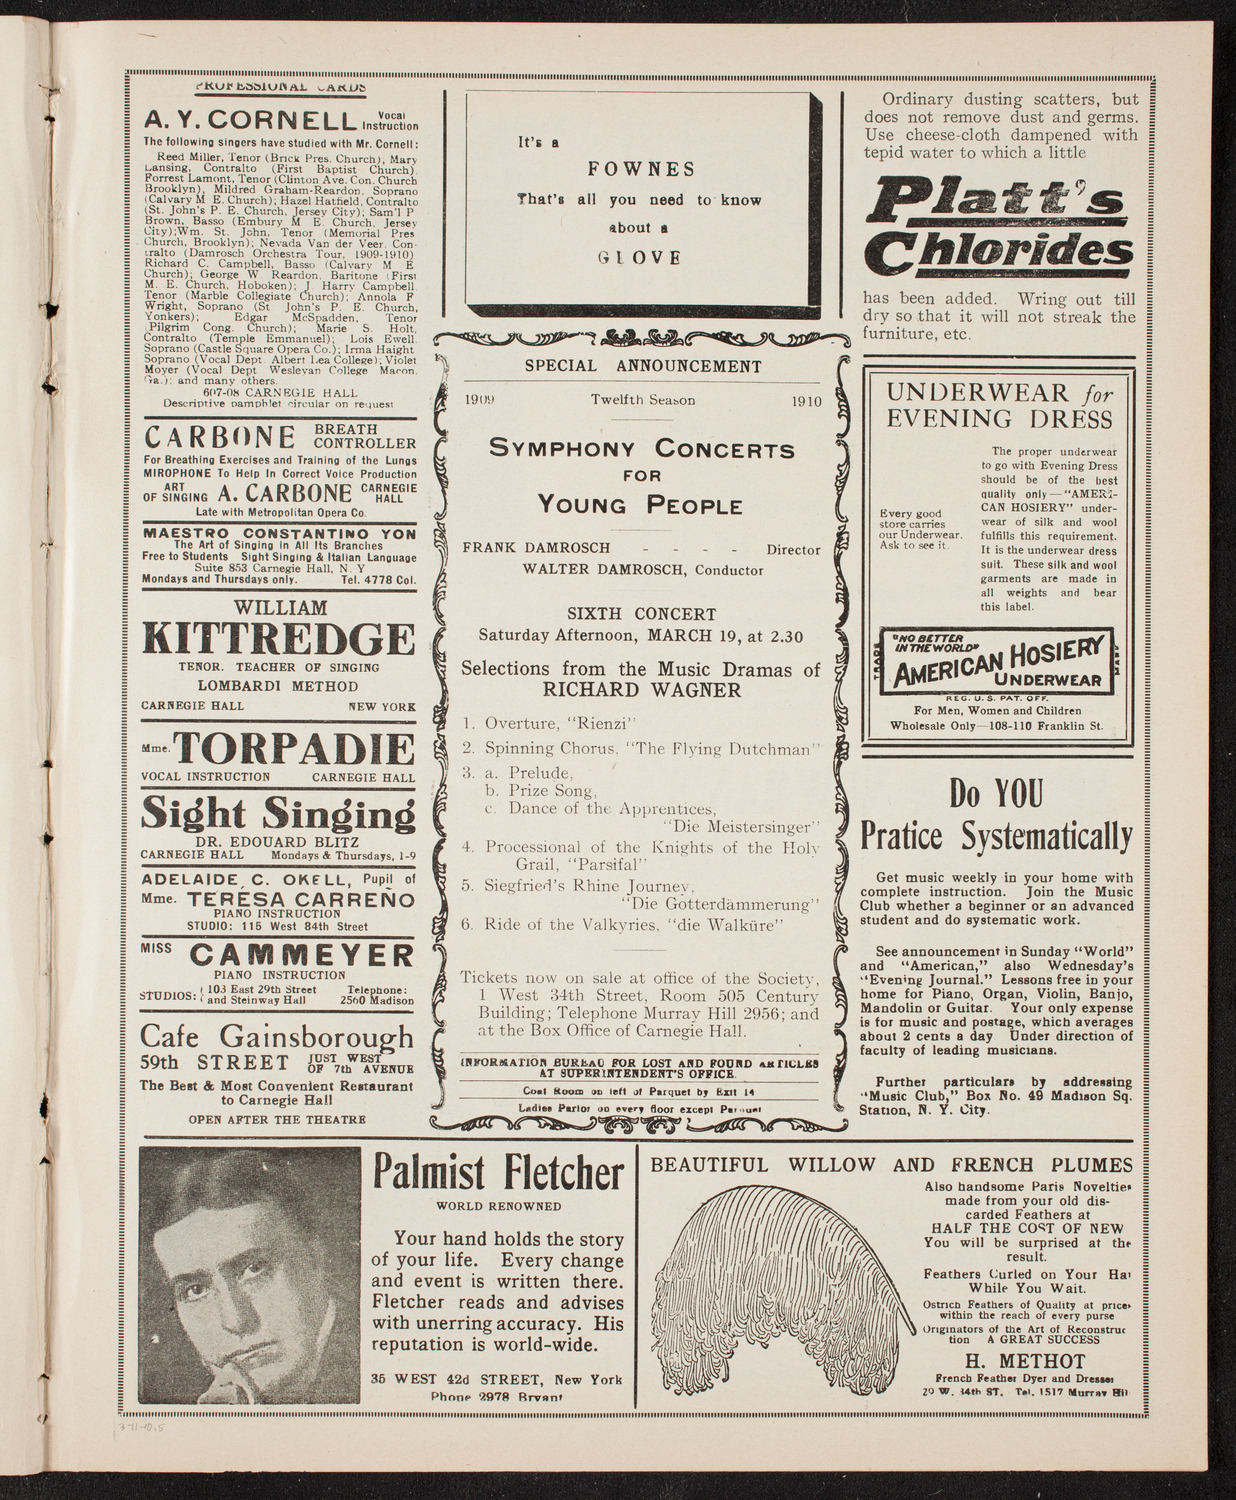 PROFESSIONAL CARDS
A. Y. CORNELL Vocal Instruction
The following singers have studied with Mr. Cornell:
Reed Miller, Tenor (Brick Pres. Church), Mary
Lansing, Contralto (First Baptist Church).
Forrest Lamont, Tenor (Clinton Ave. Con. Church
Brooklyn), Mildred Graham-Reardon, Soprano
(Calvary M E. Church); Hazel Hatfield, Contralto
(St. John's P. E. Church, Jersey City); Sam'l P
Brown, Basso (Embury M E. Church, Jersey
City); Wm. St. John, Tenor (Memorial Pres
Church, Brooklyn); Nevada Van der Veer, Con-
tralto (Damrosch Orchestra Tour, 1909-1910)
Richard C. Campbell, Basso (Calvary M E
Church); George W. Reardon, Baritone (First
M. E. Church, Hoboken); J. Harry Campbell
Tenor (Marble Collegiate Church); Annola F
Wright, Soprano (St John's P. E. Church,
Yonkers); Edgar McSpadden, Tenor
(Pilgrim Cong. Church); Marie S. Holt,
Contralto (Temple Emmanuel); Lois Ewell
Soprano (Castle Square Opera Co.); Irma Haight
Soprano (Vocal Dept. Albert Lea College); Violet
Moyer (Vocal Dept Wesleyan College Macon,
Ga.); and many others.
607-08 CARNEGIE HALL
Descriptive pamphlet circular on request
CARBONE BREATH CONTROLLER
For Breathing Exercises and Training of the Lungs
MIROPHONE To Help In Correct Voice Production
ART OF SINGING A. CARBONE CARNEGIE HALL
Late with Metropolitan Opera Co.
MAESTRO CONSTANTINO YON
The Art of Singing in All Its Branches
Free to Students Sight Singing & Italian Language
Suite 853 Carnegie Hall, N. Y
Mondays and Thursdays only. Tel. 4778 Col.
WILLIAM
KITTREDGE
TENOR. TEACHER OF SINGING
LOMBARDI METHOD
CARNEGIE HALL NEW YORK
Mme. TORPADIE
VOCAL INSTRUCTION CARNEGIE HALL
Sight Singing
DR. EDOUARD BLITZ
CARNEGIE HALL Mondays & Thursdays, 1-9
ADELAIDE C. OKELL, Pupil of
Mme. TERESA CARREÑO
PIANO INSTRUCTION
STUDIO: 115 West 84th Street
MISS CAMMEYER
PIANO INSTRUCTION
STUDIOS: { 103 East 29th Street Telephone:
and Steinway Hall 2560 Madison
Cafe Gainsborough
59th STREET JUST WEST OF 7th AVENUE
The Best & Most Convenient Restaurant
to Carnegie Hall
OPEN AFTER THE THEATRE
It's a
FOWNES
That's all you need to know
about a
GLOVE
SPECIAL ANNOUNCEMENT
1909 Twelfth Season 1910
SYMPHONY CONCERTS
FOR
YOUNG PEOPLE
FRANK DAMROSCH - - - - Director
WALTER DAMROSCH, Conductor
SIXTH CONCERT
Saturday Afternoon, MARCH 19, at 2.30
Selections from the Music Dramas of
RICHARD WAGNER
1. Overture, "Rienzi"
2. Spinning Chorus, "The Flying Dutchman"
3. a. Prelude,
b. Prize Song,
c. Dance of the Apprentices,
"Die Meistersinger"
4. Processional of the Knights of the Holy
Grail, "Parsifal"
5. Siegfried's Rhine Journey,
"Die Götterdämmerung"
6. Ride of the Valkyries, "die Walküre"
Tickets now on sale at office of the Society,
1 West 34th Street, Room 505 Century
Building; Telephone Murray Hill 2956; and
at the Box Office of Carnegie Hall.
INFORMATION BUREAU FOR LOST AND FOUND ARTICLES
AT SUPERINTENDENT'S OFFICE.
Coat Room on left of Parquet by Exit 14
Ladies Parlor on every floor except Parquet
Ordinary dusting scatters, but
does not remove dust and germs.
Use cheese-cloth dampened with
tepid water to which a little
Platt's
Chlorides
has been added. Wring out till
dry so that it will not streak the
furniture, etc.
UNDERWEAR for
EVENING DRESS
Every good
store carries
our Underwear.
Ask to see it.
The proper underwear
to go with Evening Dress
should be of the best
quality only—"AMERI-
CAN HOSIERY" under-
wear of silk and wool
fulfills this requirement.
It is the underwear dress
suit. These silk and wool
garments are made in
all weights and bear
this label.
TRADE MARK
"NO BETTER
IN THE WORLD"
AMERICAN HOSIERY
UNDERWEAR
REG. U. S. PAT. OFF.
For Men, Women and Children
Wholesale Only—108-110 Franklin St.
Do YOU
Pratice Systematically
Get music weekly in your home with
complete instruction. Join the Music
Club whether a beginner or an advanced
student and do systematic work.
See announcement in Sunday "World"
and "American," also Wednesday's
"Evening Journal." Lessons free in your
home for Piano, Organ, Violin, Banjo,
Mandolin or Guitar. Your only expense
is for music and postage, which averages
about 2 cents a day Under direction of
faculty of leading musicians.
Further particulars by addressing
"Music Club," Box No. 49 Madison Sq.
Station, N. Y. City.
Palmist Fletcher
WORLD RENOWNED
Your hand holds the story
of your life. Every change
and event is written there.
Fletcher reads and advises
with unerring accuracy. His
reputation is world-wide.
35 WEST 42d STREET, New York
Phone 2978 Bryant
BEAUTIFUL WILLOW AND FRENCH PLUMES
Also handsome Paris Novelties
made from your old dis-
carded Feathers at
HALF THE COST OF NEW
You will be surprised at the
result.
Feathers Curled on Your Hat
While You Wait.
Ostrich Feathers of Quality at prices
within the reach of every purse
Originators of the Art of Reconstruc
tion A GREAT SUCCESS
H. METHOT
French Feather Dyer and Dresser
29 W. 34th ST. Tel. 1517 Murray Hill